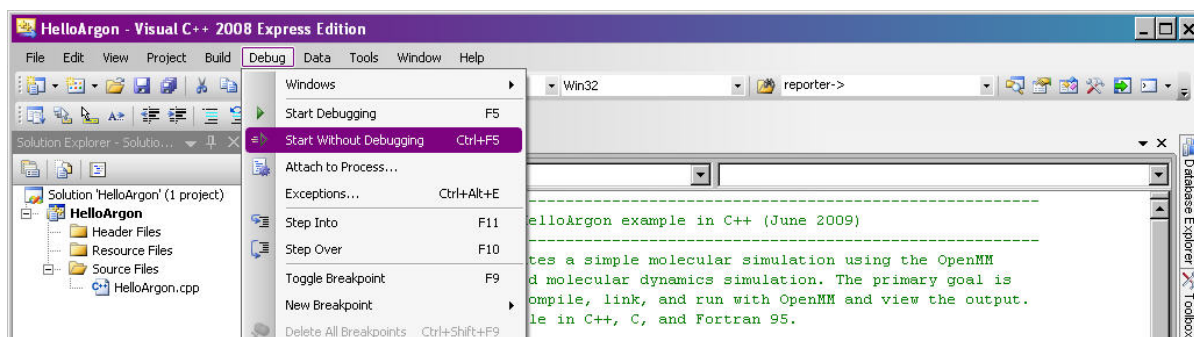 HelloArgon - Visual C++ 2008 Express Edition
File Edit View Project Build Debug Data Tools Window Help
Windows
Win32
reporter->
Start Debugging F5
Solution Explorer - Solutio...
Start Without Debugging Ctrl+F5
Attach to Process...
Exceptions... Ctrl+Alt+E
Step Into F11
Step Over F10
Toggle Breakpoint F9
New Breakpoint
Delete All Breakpoints Ctrl+Shift+F9
Solution 'HelloArgon' (1 project)
HelloArgon
Header Files
Resource Files
Source Files
HelloArgon.cpp
elloArgon example in C++ (June 2009)
tes a simple molecular simulation using the OpenMM
d molecular dynamics simulation. The primary goal is
ompile, link, and run with OpenMM and view the output.
le in C++, C, and Fortran 95.
Database Explorer
Toolbox